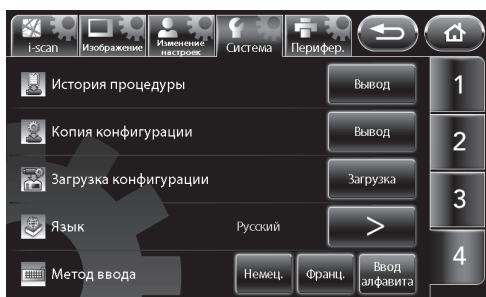 i-scan
Изображение
Изменение
настроек
Система
Перифер.
История процедуры
Вывод
1
Копия конфигурации
Вывод
2
Загрузка конфигурации
Загрузка
3
Язык
Русский
>
4
Метод ввода
Немец.
Франц.
Ввод
алфавита